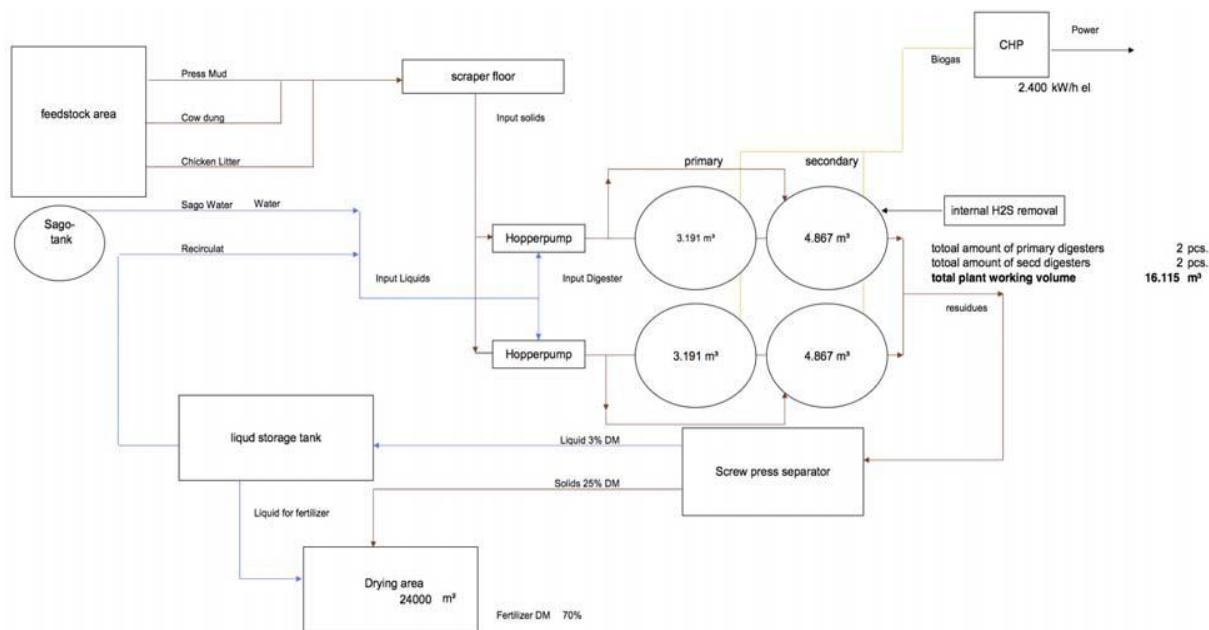 CHP
Power
Biogas
2.400 kW/h el
feedstock area
Press Mud
Cow dung
Chicken Litter
scraper floor
Input solids
primary
secondary
Sago-
tank
Sago Water Water
Recirculat
Input Liquids
Hopperpump
Input Digester
3.191 m³
4.867 m³
internal H2S removal
totoal amount of primary digesters 2 pcs.
totoal amount of secd digesters 2 pcs.
total plant working volume 16.115 m³
resuidues
Hopperpump
3.191 m³
4.867 m³
liqud storage tank
Liquid 3% DM
Screw press separator
Solids 25% DM
Liquid for fertilizer
Drying area
24000 m³
Fertilizer DM 70%